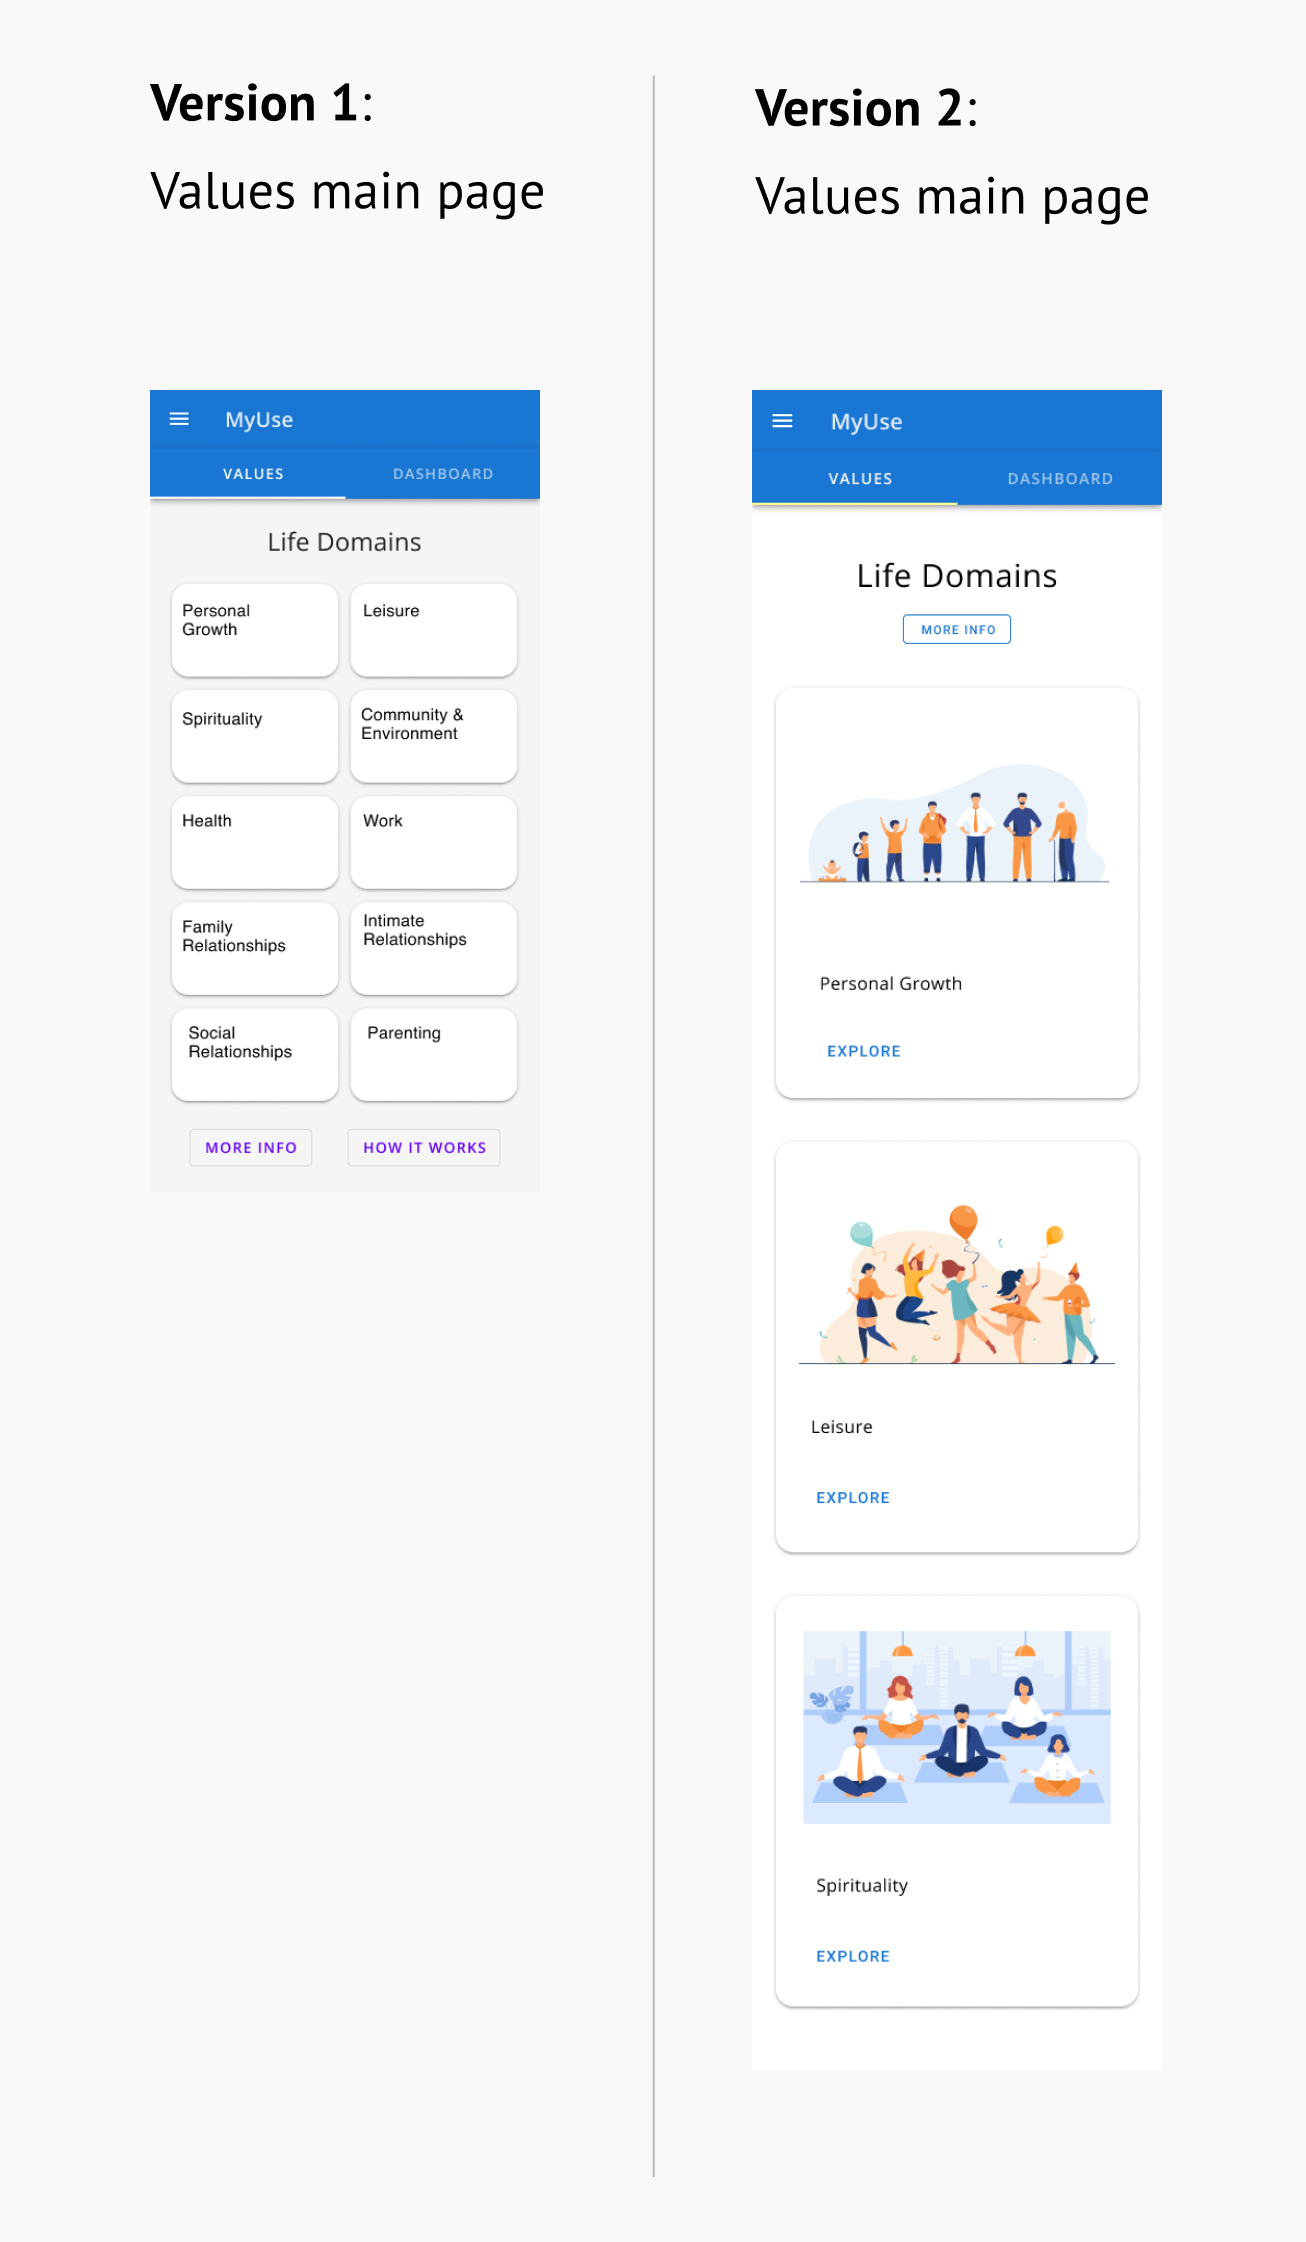 Version 1:
Values main page
MyUse
VALUES DASHBOARD
Life Domains
Personal
Growth
Leisure
Spirituality
Community &
Environment
Health
Work
Family
Relationships
Intimate
Relationships
Social
Relationships
Parenting
MORE INFO
HOW IT WORKS
Version 2:
Values main page
MyUse
VALUES DASHBOARD
Life Domains
MORE INFO
Personal Growth
EXPLORE
Leisure
EXPLORE
Spirituality
EXPLORE